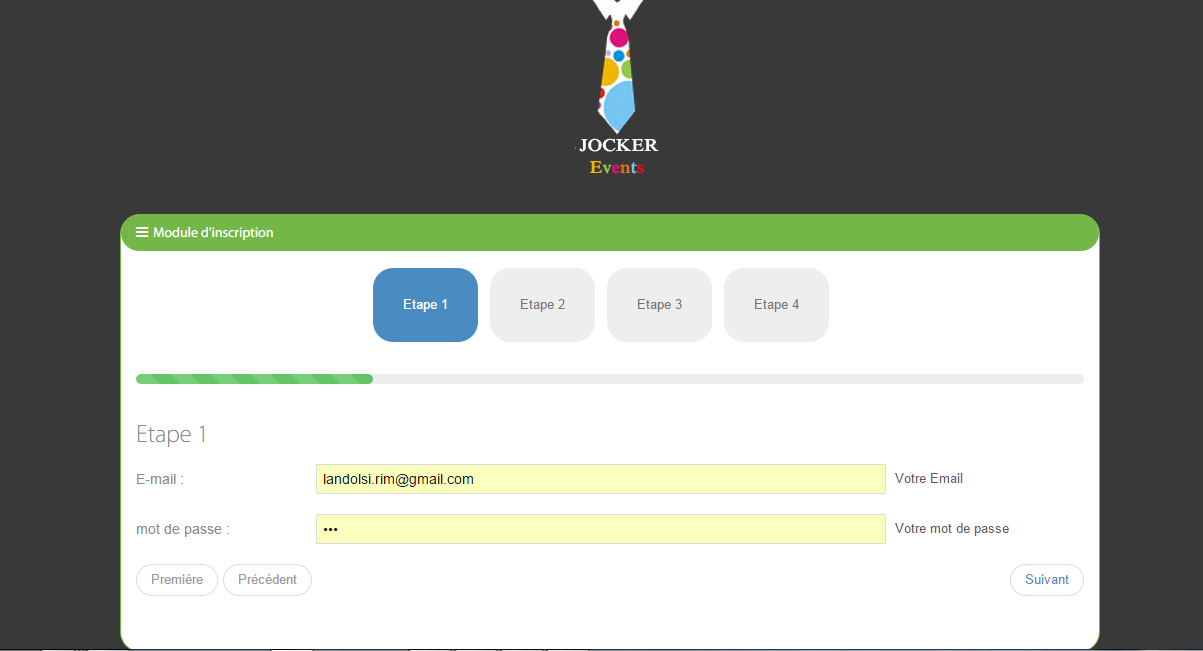 JOCKER
Events
Module d'inscription
Etape 1 Etape 2 Etape 3 Etape 4
Etape 1
E-mail : landolsi.rim@gmail.com Votre Email
mot de passe : ••• Votre mot de passe
Première Précédent Suivant